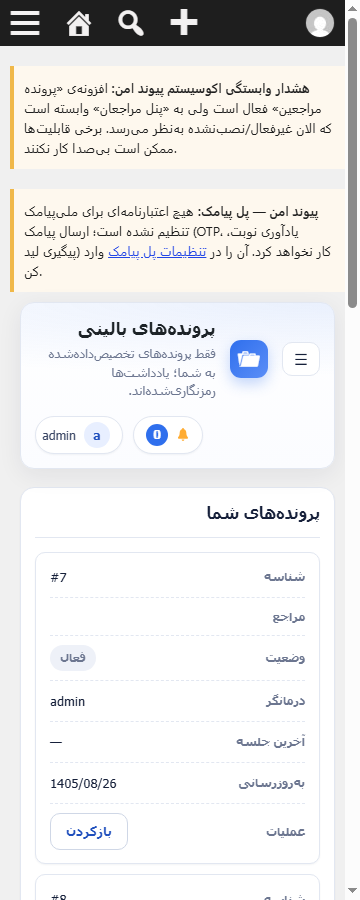 هشدار وابستگی اکوسیستم پیوند امن: افزونه‌ی «پرونده
مراجعین» فعال است ولی به «پنل مراجعان» وابسته است
که الان غیرفعال/نصب‌نشده به‌نظر می‌رسد. برخی قابلیت‌ها
ممکن است بی‌صدا کار نکنند.
پیوند امن — پل پیامک: هیچ اعتبارنامه‌ای برای ملی‌پیامک
تنظیم نشده است؛ ارسال پیامک (OTP، یادآوری نوبت،
پیگیری لید) کار نخواهد کرد. آن را در تنظیمات پل پیامک وارد
کن.
پرونده‌های بالینی
فقط پرونده‌های تخصیص‌داده‌شده
به شما؛ یادداشت‌ها
رمزنگاری‌شده‌اند.
☰
0
a admin
پرونده‌های شما
شناسه #7
مراجع
وضعیت فعال
درمانگر admin
آخرین جلسه —
به‌روزرسانی 1405/08/26
عملیات بازکردن
شناسه #8